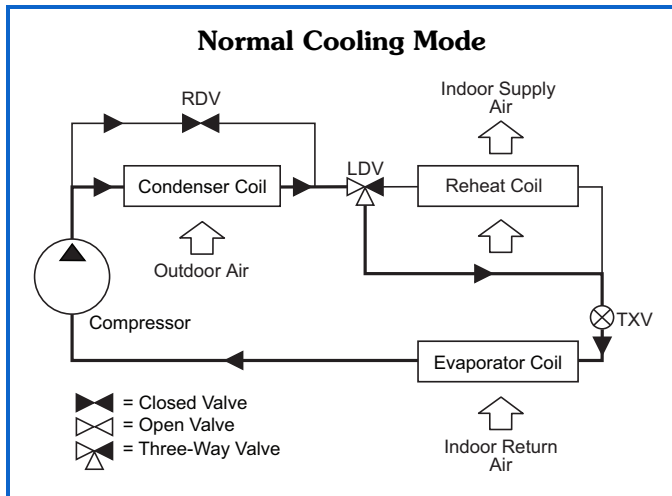 Normal Cooling Mode
RDV
Indoor Supply
Air
LDV
Condenser Coil
Reheat Coil
Outdoor Air
Compressor
TXV
Evaporator Coil
= Closed Valve
= Open Valve
= Three-Way Valve
Indoor Return
Air